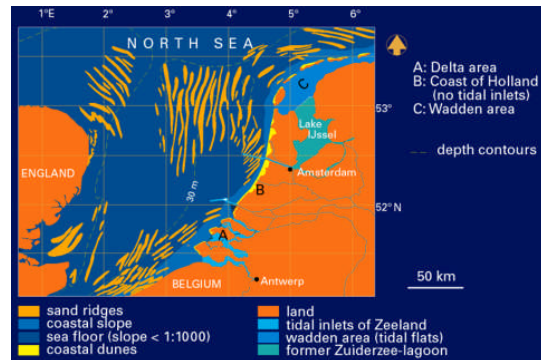 1°E 2° 3° 4° 5° 6°
NORTH SEA
A: Delta area
B: Coast of Holland
(no tidal inlets)
C: Wadden area
C
53°
Lake
IJssel
depth contours
ENGLAND
Amsterdam
30 m
B
52° N
A
BELGIUM
Antwerp
50 km
sand ridges
coastal slope
sea floor (slope < 1:1000)
coastal dunes
land
tidal inlets of Zeeland
wadden area (tidal flats)
former Zuiderzee-lagoon